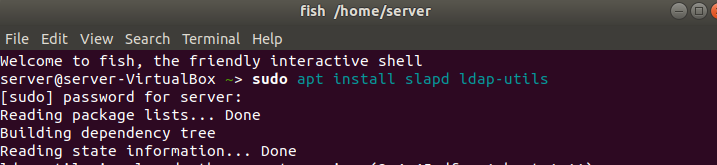 fish /home/server
File Edit View Search Terminal Help
Welcome to fish, the friendly interactive shell
server@server-VirtualBox ~> sudo apt install slapd ldap-utils
[sudo] password for server:
Reading package lists... Done
Building dependency tree
Reading state information... Done